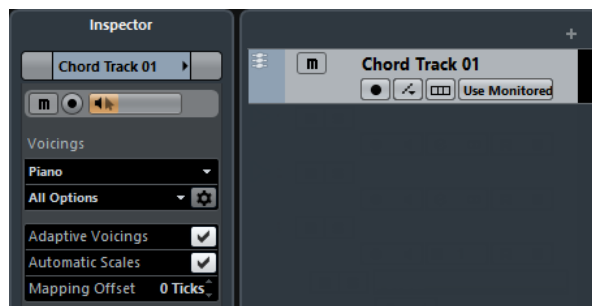 Inspector
Chord Track 01
m
Voicings
Piano
All Options
Adaptive Voicings
Automatic Scales
Mapping Offset 0 Ticks
+
m Chord Track 01
Use Monitored